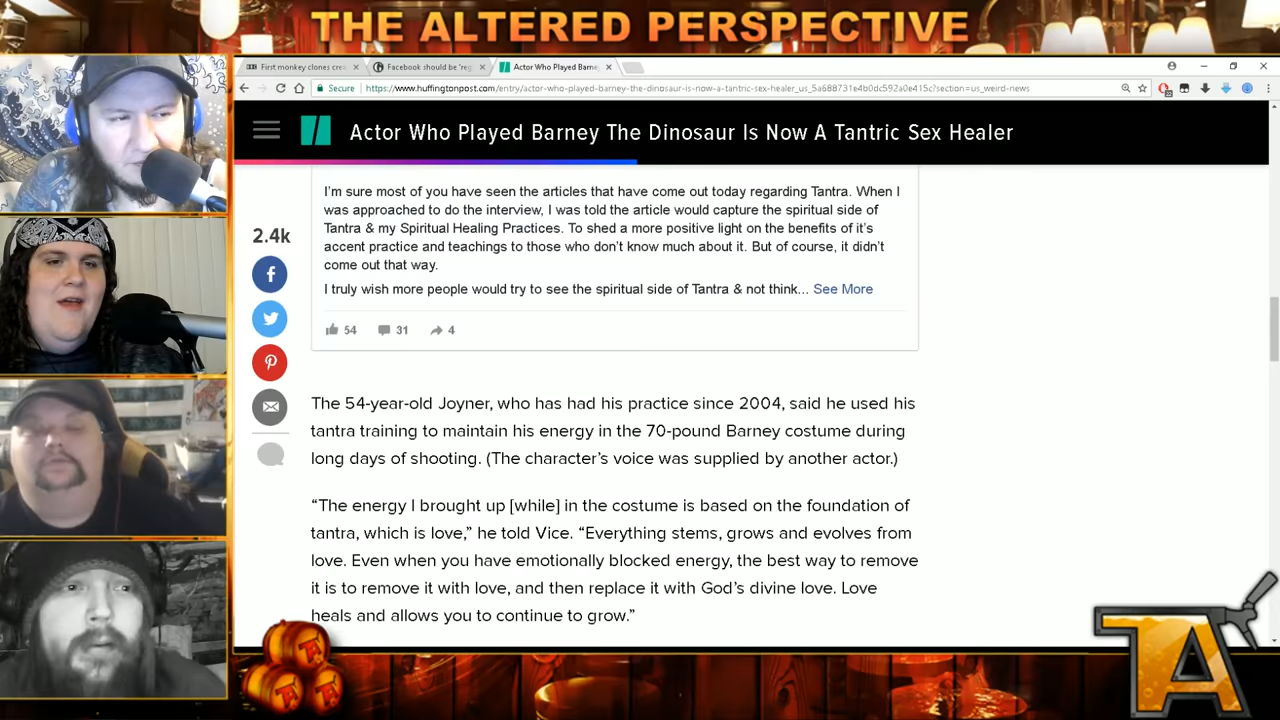 THE ALTERED PERSPECTIVE
First monkey clones cre
Facebook should be 'reg
Actor Who Played Barne
Secure
https://www.huffingtonpost.com/entry/actor-who-played-barney-the-dinosaur-is-now-a-tantric-sex-healer_us_5a688731e4b0dc592a0e415c?section=us_weird-news
Actor Who Played Barney The Dinosaur Is Now A Tantric Sex Healer
I'm sure most of you have seen the articles that have come out today regarding Tantra. When I
was approached to do the interview, I was told the article would capture the spiritual side of
Tantra & my Spiritual Healing Practices. To shed a more positive light on the benefits of it's
accent practice and teachings to those who don't know much about it. But of course, it didn't
come out that way.
I truly wish more people would try to see the spiritual side of Tantra & not think... See More
54 31 4
2.4k
The 54-year-old Joyner, who has had his practice since 2004, said he used his
tantra training to maintain his energy in the 70-pound Barney costume during
long days of shooting. (The character's voice was supplied by another actor.)
“The energy I brought up [while] in the costume is based on the foundation of
tantra, which is love,” he told Vice. “Everything stems, grows and evolves from
love. Even when you have emotionally blocked energy, the best way to remove
it is to remove it with love, and then replace it with God's divine love. Love
heals and allows you to continue to grow.”
TA
TA
TA
TA